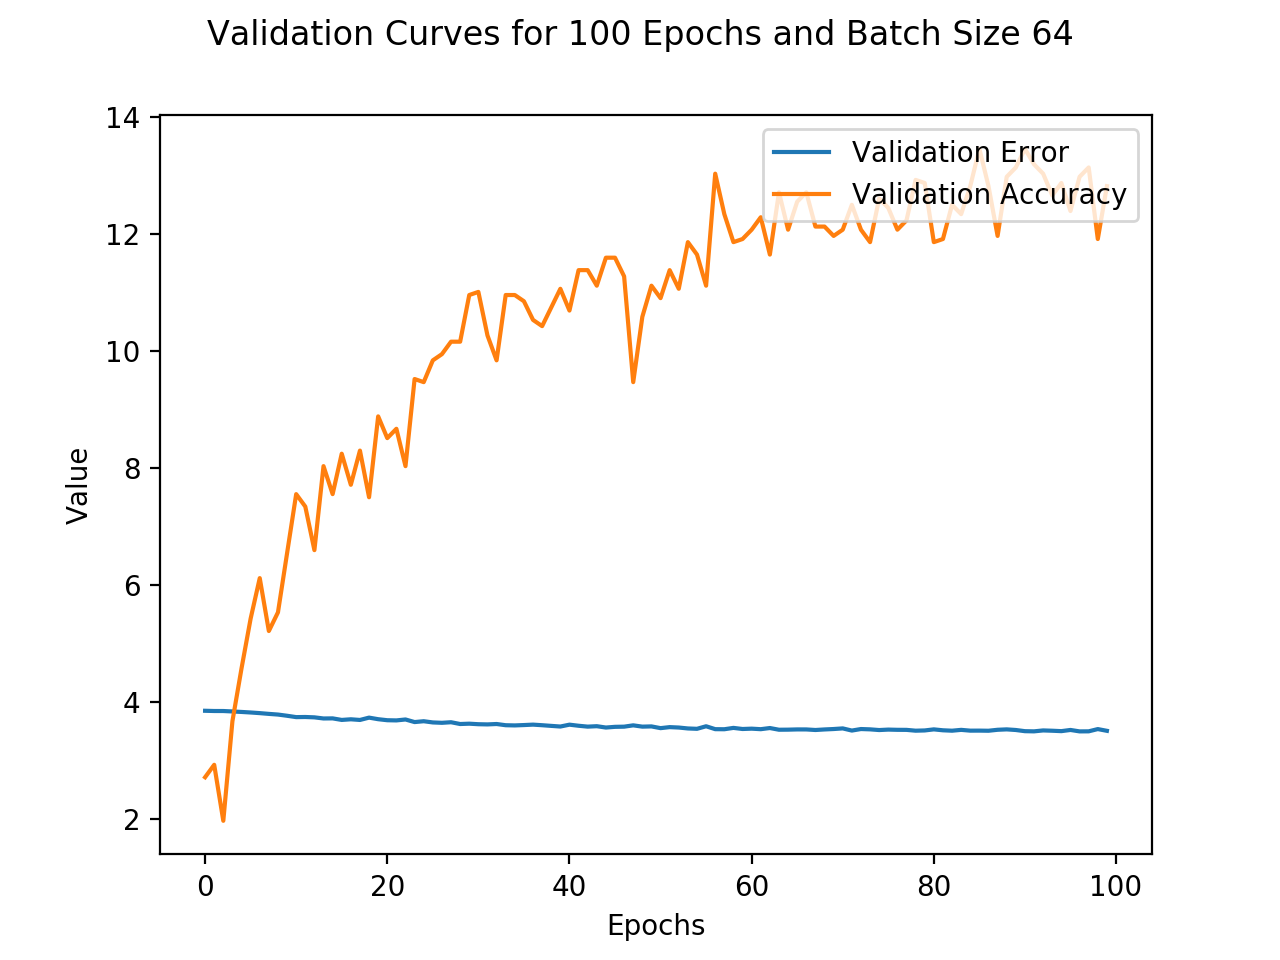 Validation Curves for 100 Epochs and Batch Size 64
14
12
10
8
6
4
2
Value
Validation Error
Validation Accuracy
0 20 40 60 80 100
Epochs